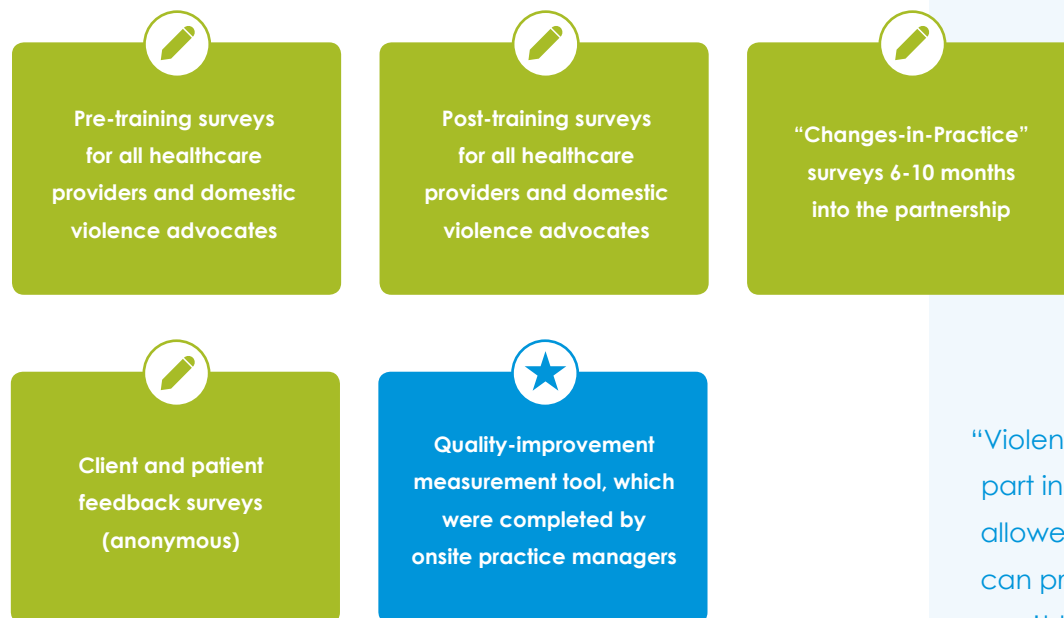 Pre-training surveys
for all healthcare
providers and domestic
violence advocates
Post-training surveys
for all healthcare
providers and domestic
violence advocates
“Changes-in-Practice”
surveys 6-10 months
into the partnership
Client and patient
feedback surveys
(anonymous)
Quality-improvement
measurement tool, which
were completed by
onsite practice managers
part in
can pr